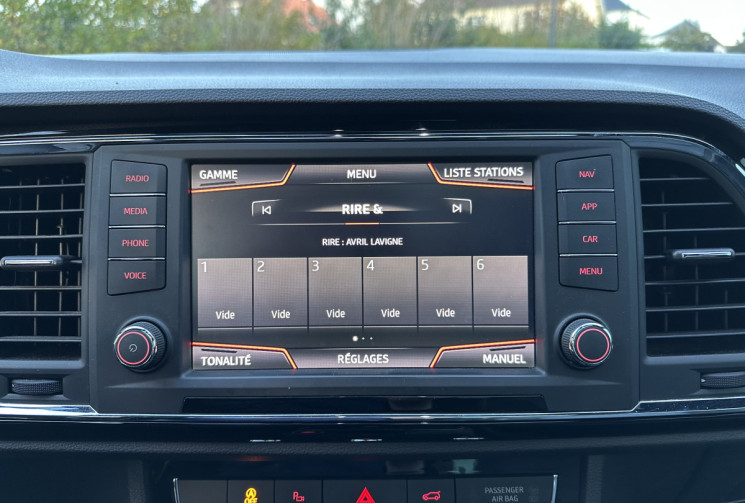 RADIO
MEDIA
PHONE
VOICE
GAMME
MENU
LISTE STATIONS
RIRE &
RIRE : AVRIL LAVIGNE
1 2 3 4 5 6
Vide Vide Vide Vide Vide Vide
TONALITÉ
RÉGLAGES
MANUEL
NAV
APP
CAR
MENU
OFF
PASSENGER
AIR BAG